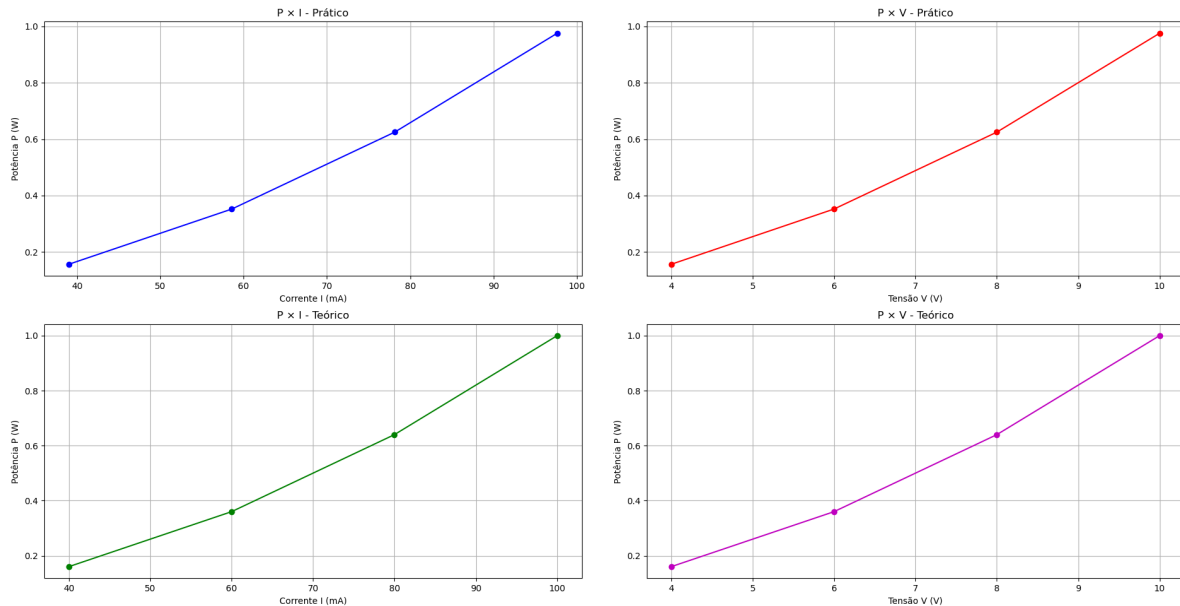 P × I - Prático
1.0
0.8
0.6
0.4
0.2
Potência P (W)
40 50 60 70 80 90 100
Corrente I (mA)
P × V - Prático
1.0
0.8
0.6
0.4
0.2
Potência P (W)
4 5 6 7 8 9 10
Tensão V (V)
P × I - Teórico
1.0
0.8
0.6
0.4
0.2
Potência P (W)
40 50 60 70 80 90 100
Corrente I (mA)
P × V - Teórico
1.0
0.8
0.6
0.4
0.2
Potência P (W)
4 5 6 7 8 9 10
Tensão V (V)